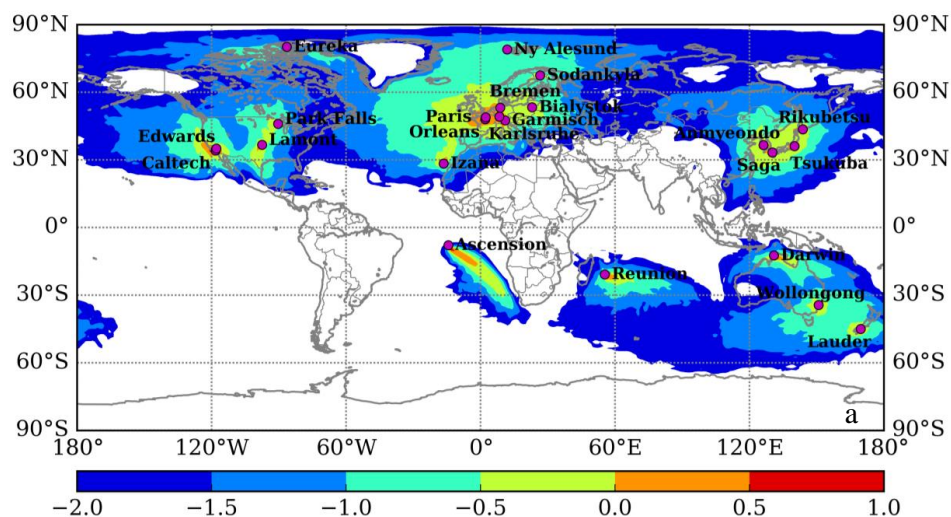 90°N 90°N
Eureka Ny Alesund
60°N Sodankyla 60°N
Bremen
Park Falls Paris Bialystok Rikubetsu
Edwards Lamont Orleans Garmisch Anmyeondo
Karlsruhe
30°N Caltech Izana Saga Tsukuba 30°N
0° 0°
Ascension Darwin
Reunion
30°S Wollongong 30°S
Lauder
60°S 60°S
a
90°S 90°S
180° 120°W 60°W 0° 60°E 120°E 180°
−2.0 −1.5 −1.0 −0.5 0.0 0.5 1.0